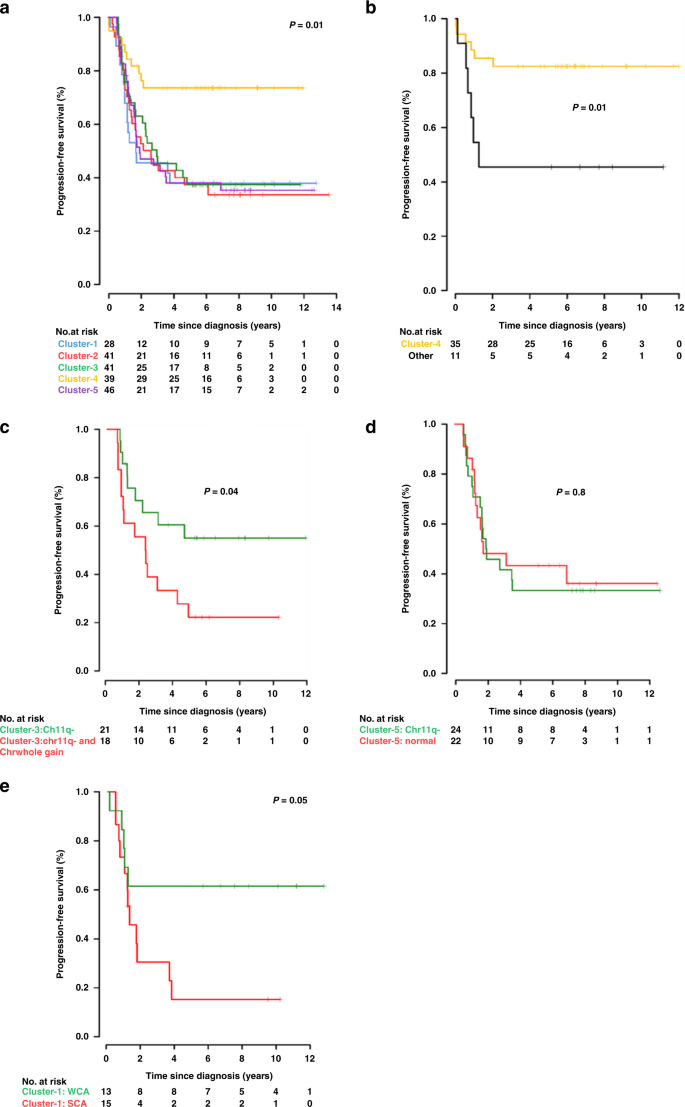 a
P = 0.01
1.0
0.8
0.6
0.4
0.2
0.0
Progression-free survival (%)
0 2 4 6 8 10 12 14
Time since diagnosis (years)
No.at risk
Cluster-1 28 12 10 9 7 5 1 0
Cluster-2 41 21 16 11 6 1 1 0
Cluster-3 41 25 17 8 5 2 0 0
Cluster-4 39 29 25 16 6 3 0 0
Cluster-5 46 21 17 15 7 2 2 0
b
P = 0.01
1.0
0.8
0.6
0.4
0.2
0.0
Progression-free survival (%)
0 2 4 6 8 10 12
Time since diagnosis (years)
No.at risk
Cluster-4 35 28 25 16 6 3 0
Other 11 5 5 4 2 1 0
c
P = 0.04
1.0
0.8
0.6
0.4
0.2
0.0
Progression-free survival (%)
0 2 4 6 8 10 12
Time since diagnosis (years)
No. at risk
Cluster-3:Ch11q- 21 14 11 6 4 1 0
Cluster-3:chr11q- and 18 10 6 2 1 1 0
Chrwhole gain
d
P = 0.8
1.0
0.8
0.6
0.4
0.2
0.0
Progression-free survival (%)
0 2 4 6 8 10 12
Time since diagnosis (years)
No. at risk
Cluster-5: Chr11q- 24 11 8 8 4 1 1
Cluster-5: normal 22 10 9 7 3 1 1
e
P = 0.05
1.0
0.8
0.6
0.4
0.2
0.0
Progression-free survival (%)
0 2 4 6 8 10 12
Time since diagnosis (years)
No. at risk
Cluster-1: WCA 13 8 8 7 5 4 1
Cluster-1: SCA 15 4 2 2 2 1 0